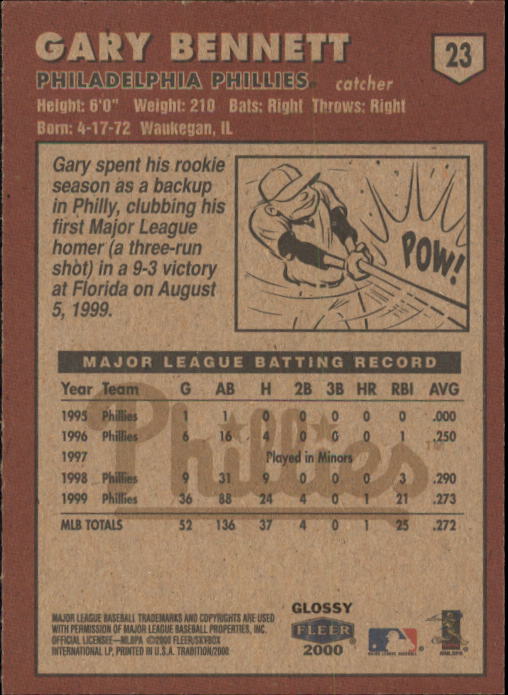 GARY BENNETT
23
PHILADELPHIA PHILLIES catcher
Height: 6'0" Weight: 210 Bats: Right Throws: Right
Born: 4-17-72 Waukegan, IL
Gary spent his rookie
season as a backup
in Philly, clubbing his
first Major League
homer (a three-run
shot) in a 9-3 victory
at Florida on August
5, 1999.
POW!
MAJOR LEAGUE BATTING RECORD
Year Team G AB H 2B 3B HR RBI AVG
1995 Phillies 1 1 0 0 0 0 0 .000
1996 Phillies 6 16 4 0 0 0 1 .250
1997 Played in Minors
1998 Phillies 9 31 9 0 0 0 3 .290
1999 Phillies 36 88 24 4 0 1 21 .273
MLB TOTALS 52 136 37 4 0 1 25 .272
Phillies
MAJOR LEAGUE BASEBALL TRADEMARKS AND COPYRIGHTS ARE USED
WITH PERMISSION OF MAJOR LEAGUE BASEBALL PROPERTIES, INC.
OFFICIAL LICENSEE—MLBPA ©2000 FLEER/SKYBOX
INTERNATIONAL LP, PRINTED IN U.S.A. TRADITION/2000
GLOSSY
FLEER
2000